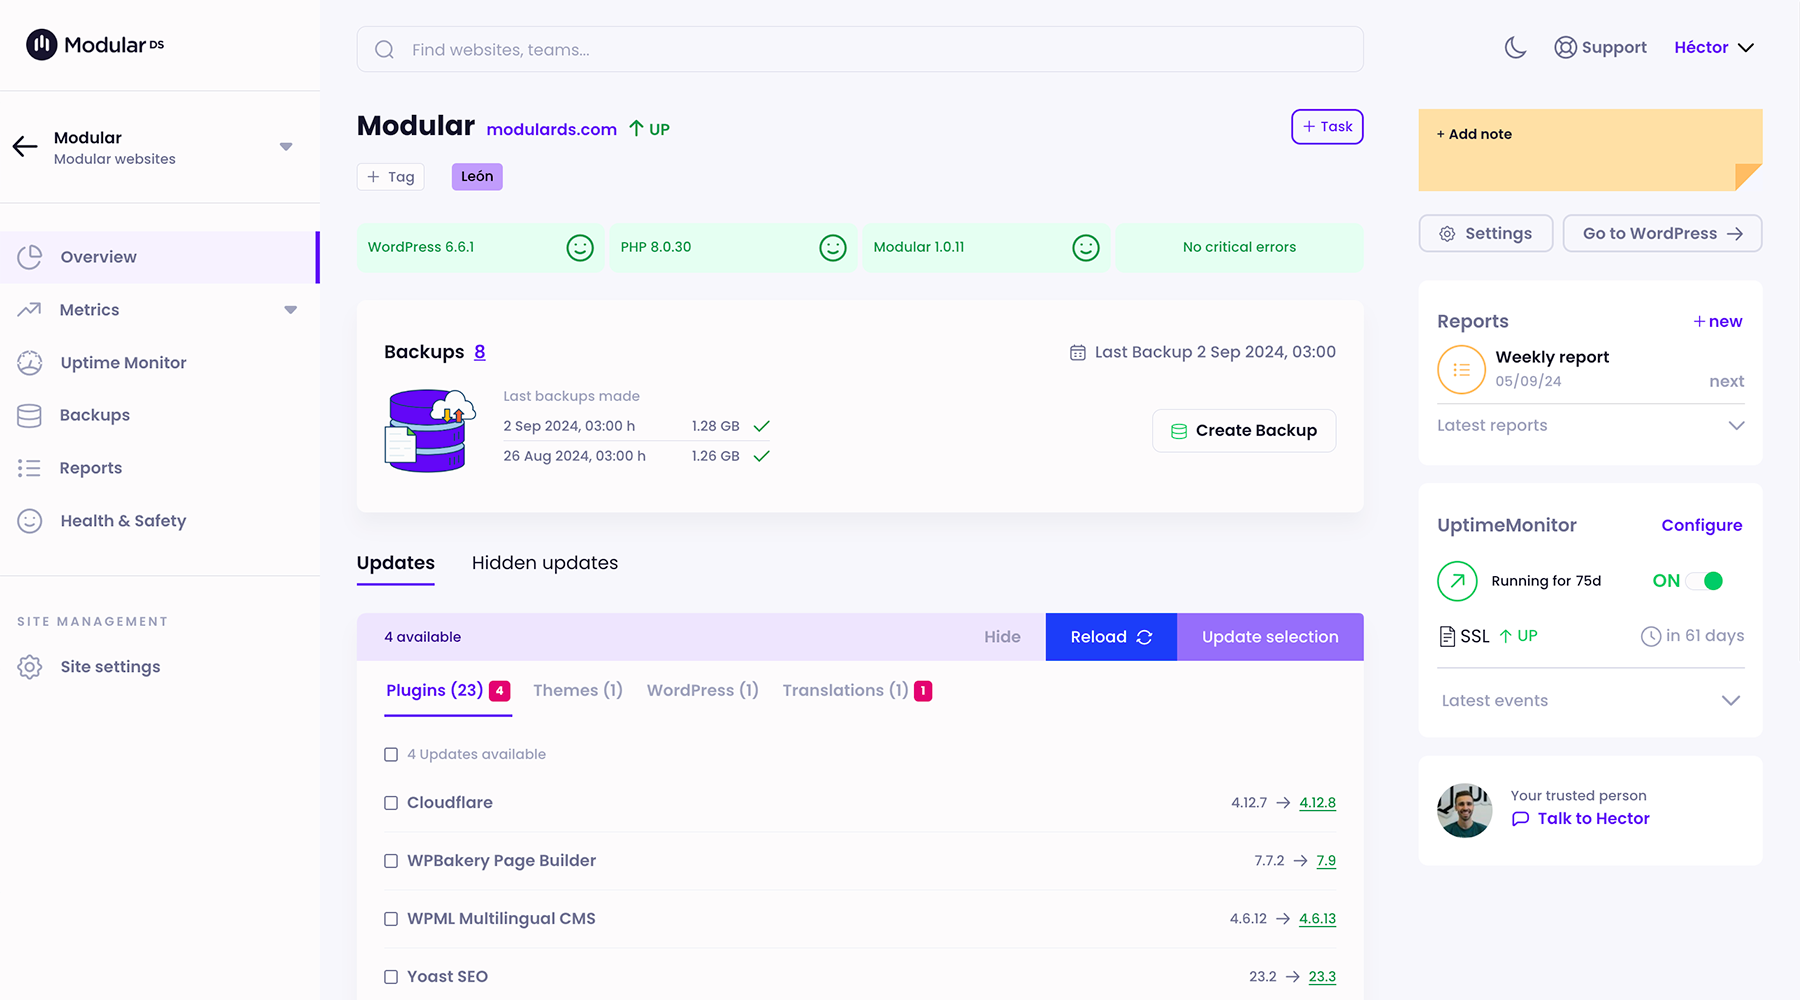 Modular DS
Find websites, teams...
Support
Héctor
Modular
Modular websites
Overview
Metrics
Uptime Monitor
Backups
Reports
Health & Safety
SITE MANAGEMENT
Site settings
Modular modulards.com UP
+ Task
+ Tag
León
WordPress 6.6.1
PHP 8.0.30
Modular 1.0.11
No critical errors
Backups 8
Last Backup 2 Sep 2024, 03:00
Last backups made
2 Sep 2024, 03:00 h 1.28 GB
26 Aug 2024, 03:00 h 1.26 GB
Create Backup
Updates
Hidden updates
4 available
Hide
Reload
Update selection
Plugins (23) 4
Themes (1)
WordPress (1)
Translations (1) 1
4 Updates available
Cloudflare 4.12.7 → 4.12.8
WPBakery Page Builder 7.7.2 → 7.9
WPML Multilingual CMS 4.6.12 → 4.6.13
Yoast SEO 23.2 → 23.3
+ Add note
Settings
Go to WordPress →
Reports
+ new
Weekly report
05/09/24
next
Latest reports
UptimeMonitor
Configure
Running for 75d
ON
SSL ↑ UP
in 61 days
Latest events
Your trusted person
Talk to Hector